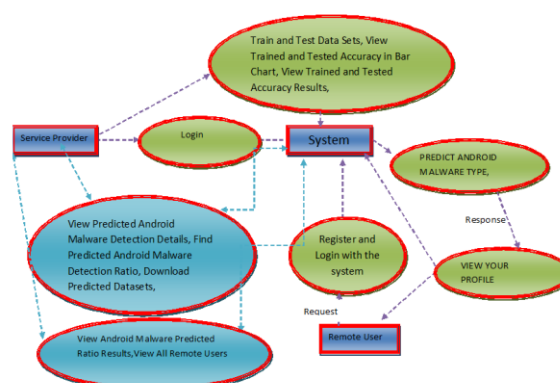 Train and Test Data Sets, View
Trained and Tested Accuracy in Bar
Chart, View Trained and Tested
Accuracy Results,
Service Provider
Login
System
PREDICT ANDROID
MALWARE TYPE,
Response
View Predicted Android
Malware Detection Details, Find
Predicted Android Malware
Detection Ratio, Download
Predicted Datasets,
Register and
Login with the
system
VIEW YOUR
PROFILE
Request
Remote User
View Android Malware Predicted
Ratio Results,View All Remote Users